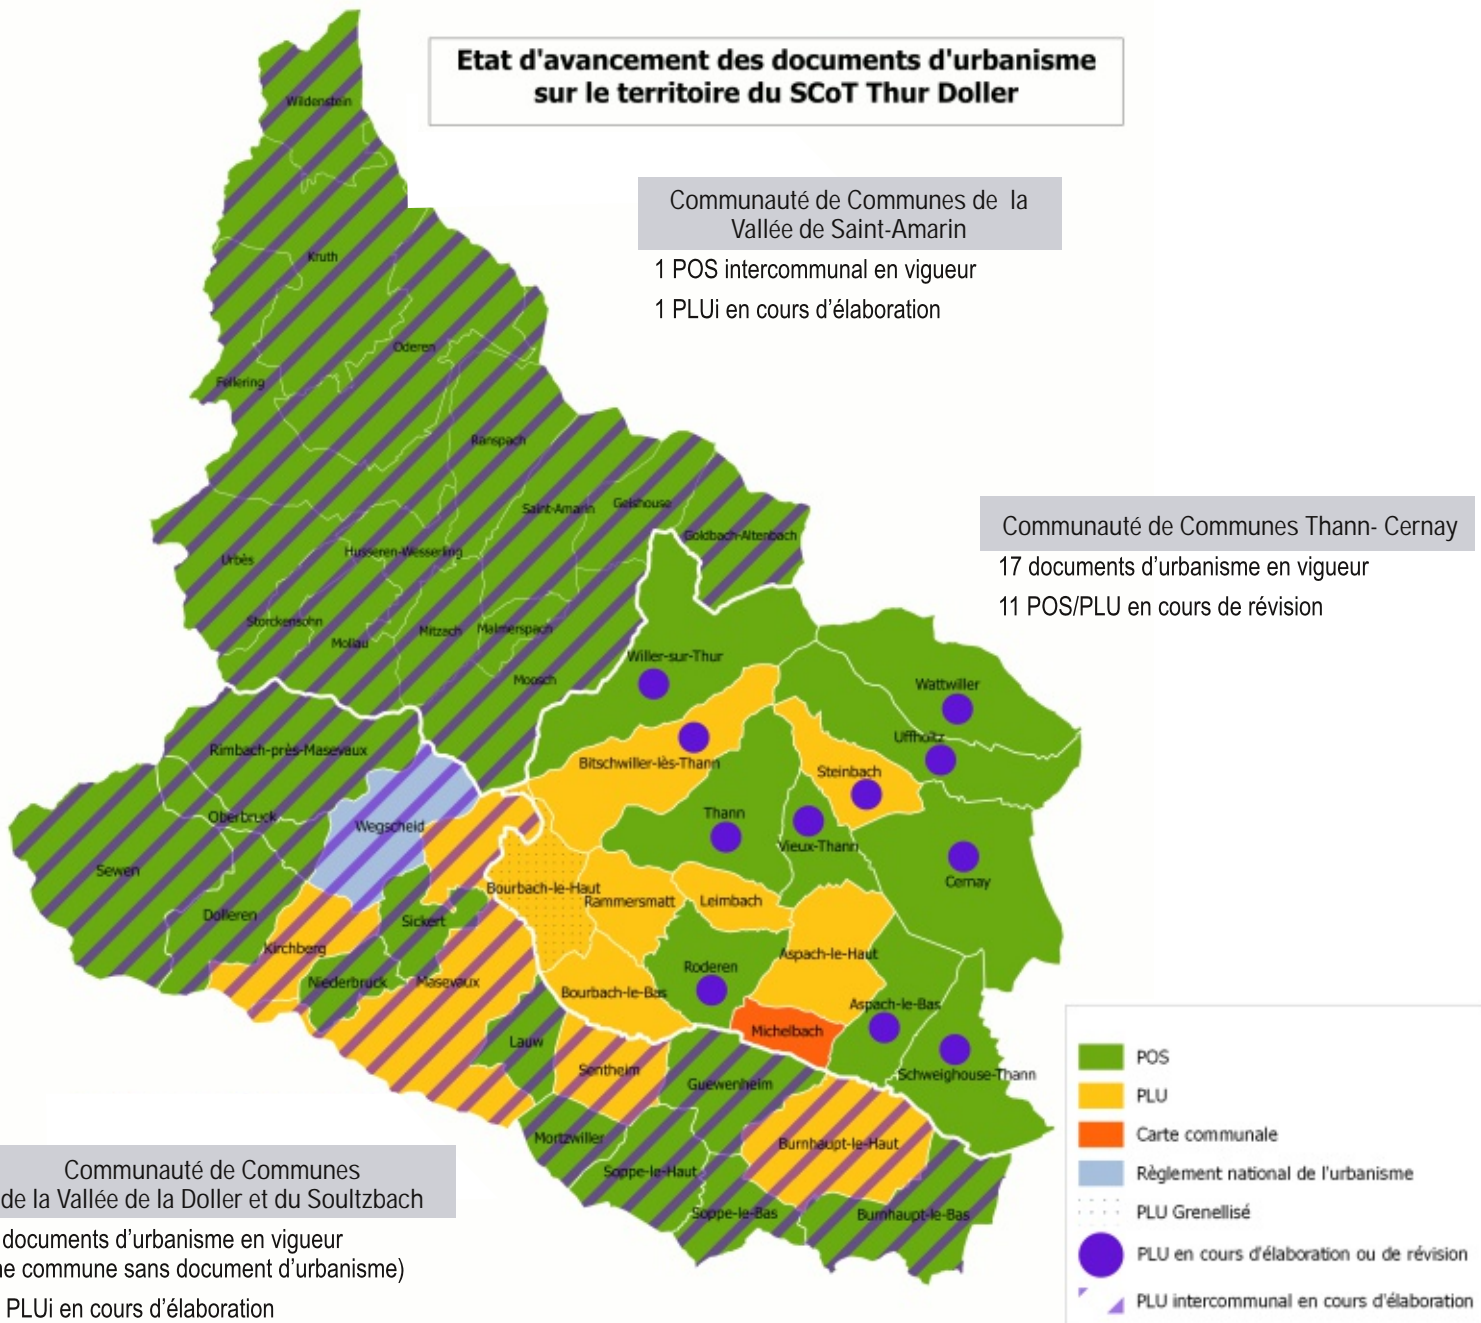 Etat d'avancement des documents d'urbanisme
sur le territoire du SCoT Thur Doller
Wildenstein
Communauté de Communes de la
Vallée de Saint-Amarin
1 POS intercommunal en vigueur
1 PLUi en cours d'élaboration
Kruth
Oderen
Fellering
Ranspach
Saint-Amarin
Geishouse
Goldbach-Altenbach
Communauté de Communes Thann- Cernay
17 documents d'urbanisme en vigueur
11 POS/PLU en cours de révision
Urbès
Husseren-Wesserling
Storckensohn
Mollau
Mitzach
Malmerspach
Moosch
Willer-sur-Thur
Wattwiller
Uffholtz
Bitschwiller-lès-Thann
Steinbach
Rimbach-près-Masevaux
Oberbruck
Wegscheid
Thann
Vieux-Thann
Cernay
Sewen
Dolleren
Kirchberg
Sickert
Bourbach-le-Haut
Rammersmatt
Leimbach
Niederbruck
Masevaux
Bourbach-le-Bas
Roderen
Aspach-le-Haut
Aspach-le-Bas
Michelbach
Schweighouse-Thann
Lauw
Sentheim
Guewenheim
Mortzwiller
Soppe-le-Haut
Soppe-le-Bas
Burnhaupt-le-Haut
Burnhaupt-le-Bas
Communauté de Communes
de la Vallée de la Doller et du Soultzbach
documents d'urbanisme en vigueur
commune sans document d'urbanisme)
PLUi en cours d'élaboration
POS
PLU
Carte communale
Règlement national de l'urbanisme
PLU Grenellisé
PLU en cours d'élaboration ou de révision
PLU intercommunal en cours d'élaboration